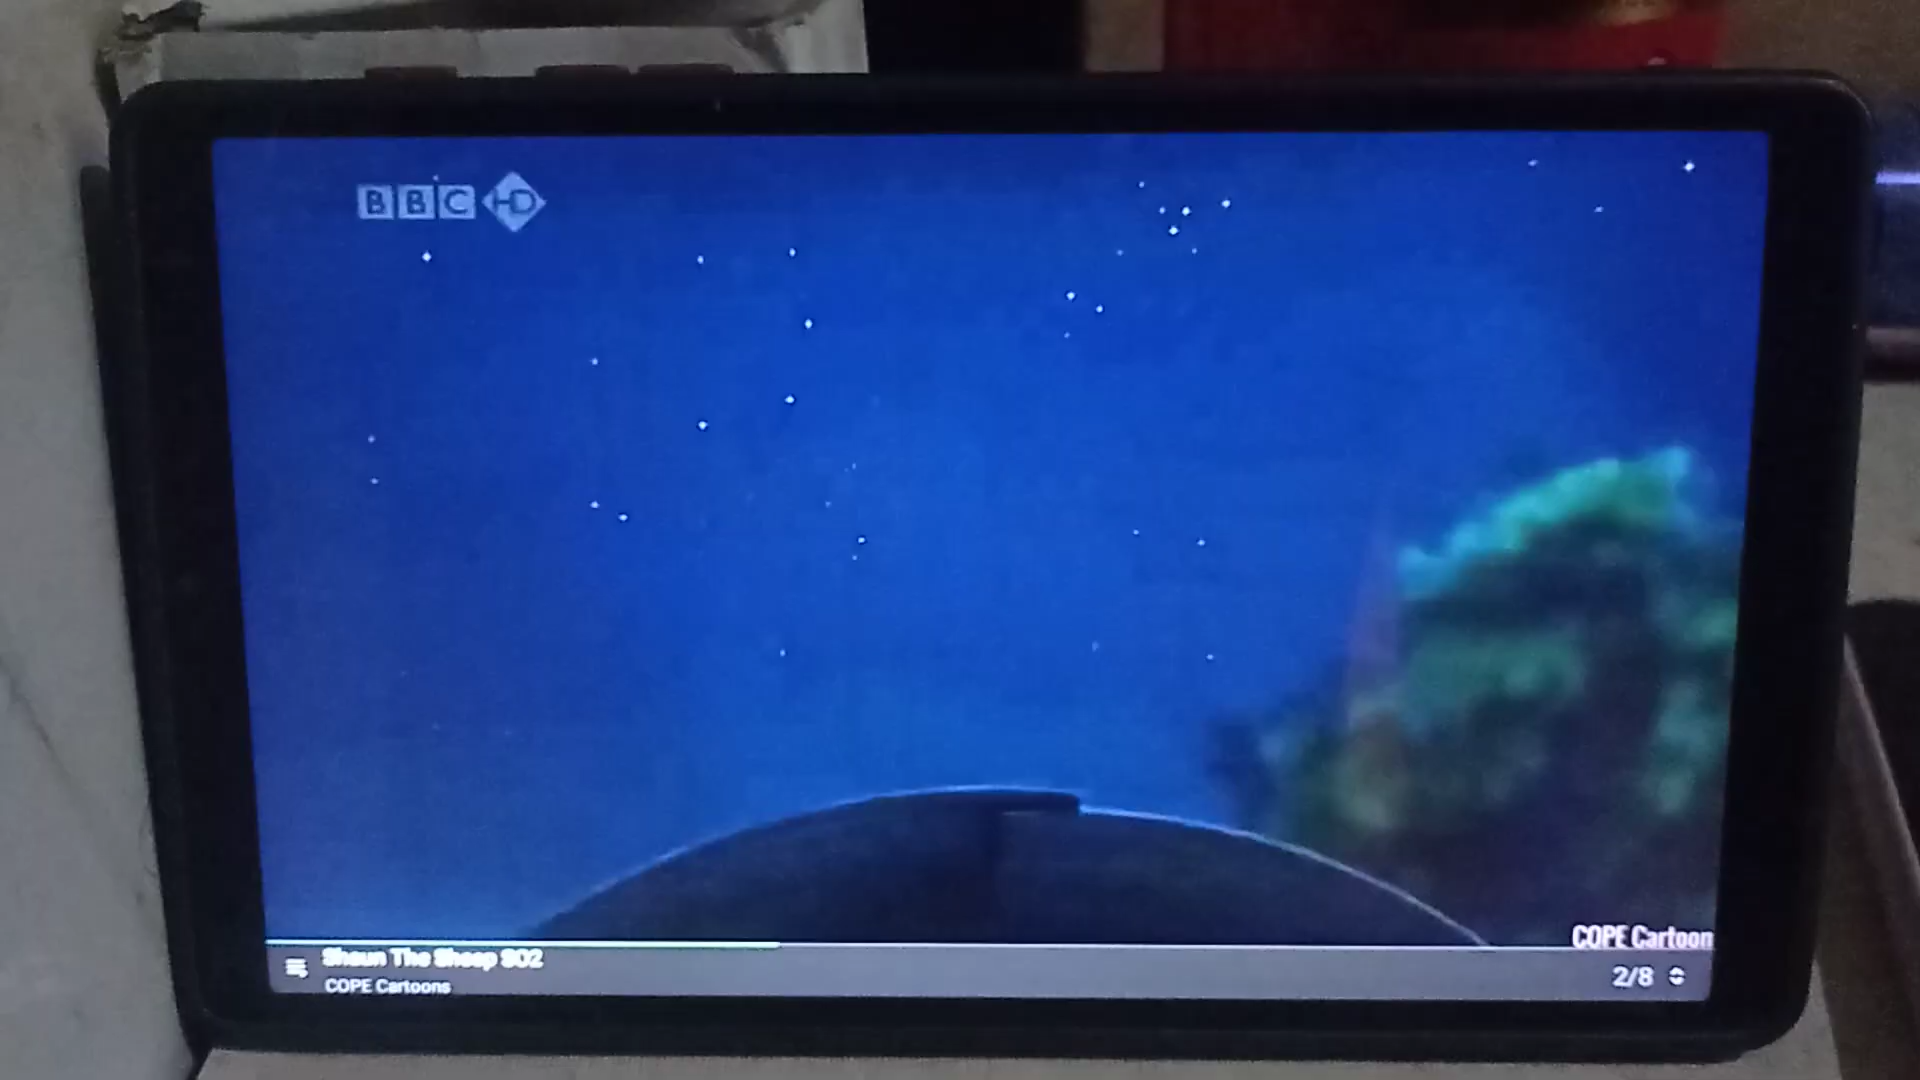 BBC HD
COPE Cartoon
Shaun The Sheep S02
COPE Cartoons
2/8